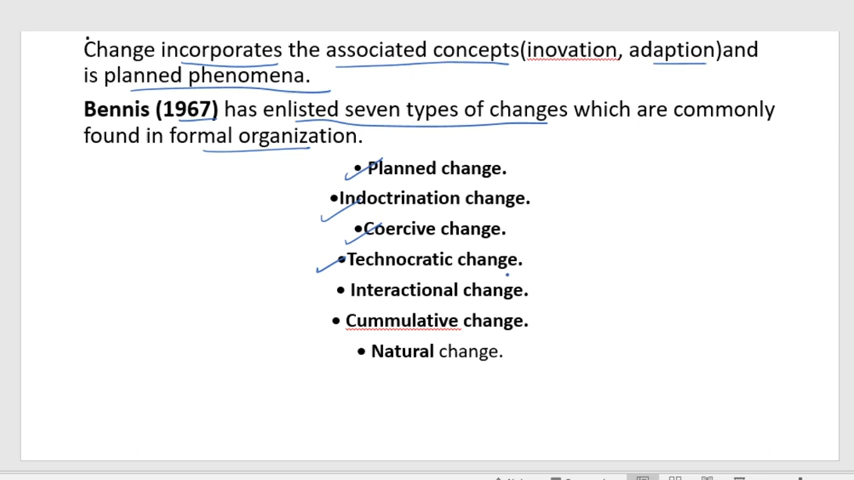 Change incorporates the associated concepts(inovation, adaption)and
is planned phenomena.
Bennis (1967) has enlisted seven types of changes which are commonly
found in formal organization.
• Planned change.
•Indoctrination change.
•Coercive change.
•Technocratic change.
• Interactional change.
• Cummulative change.
• Natural change.